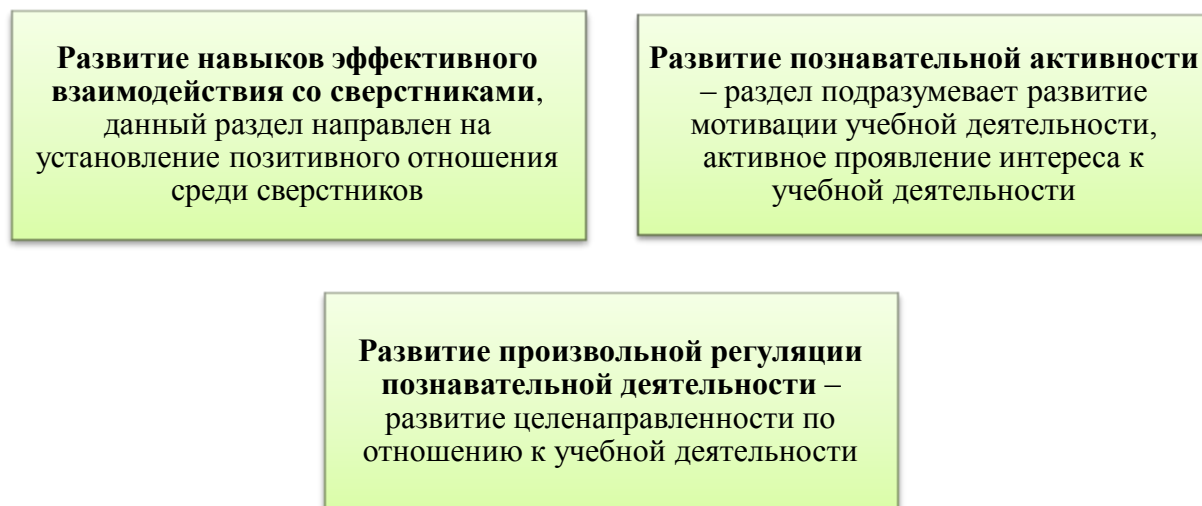 Развитие навыков эффективного
взаимодействия со сверстниками,
данный раздел направлен на
установление позитивного отношения
среди сверстников
Развитие познавательной активности
– раздел подразумевает развитие
мотивации учебной деятельности,
активное проявление интереса к
учебной деятельности
Развитие произвольной регуляции
познавательной деятельности –
развитие целенаправленности по
отношению к учебной деятельности